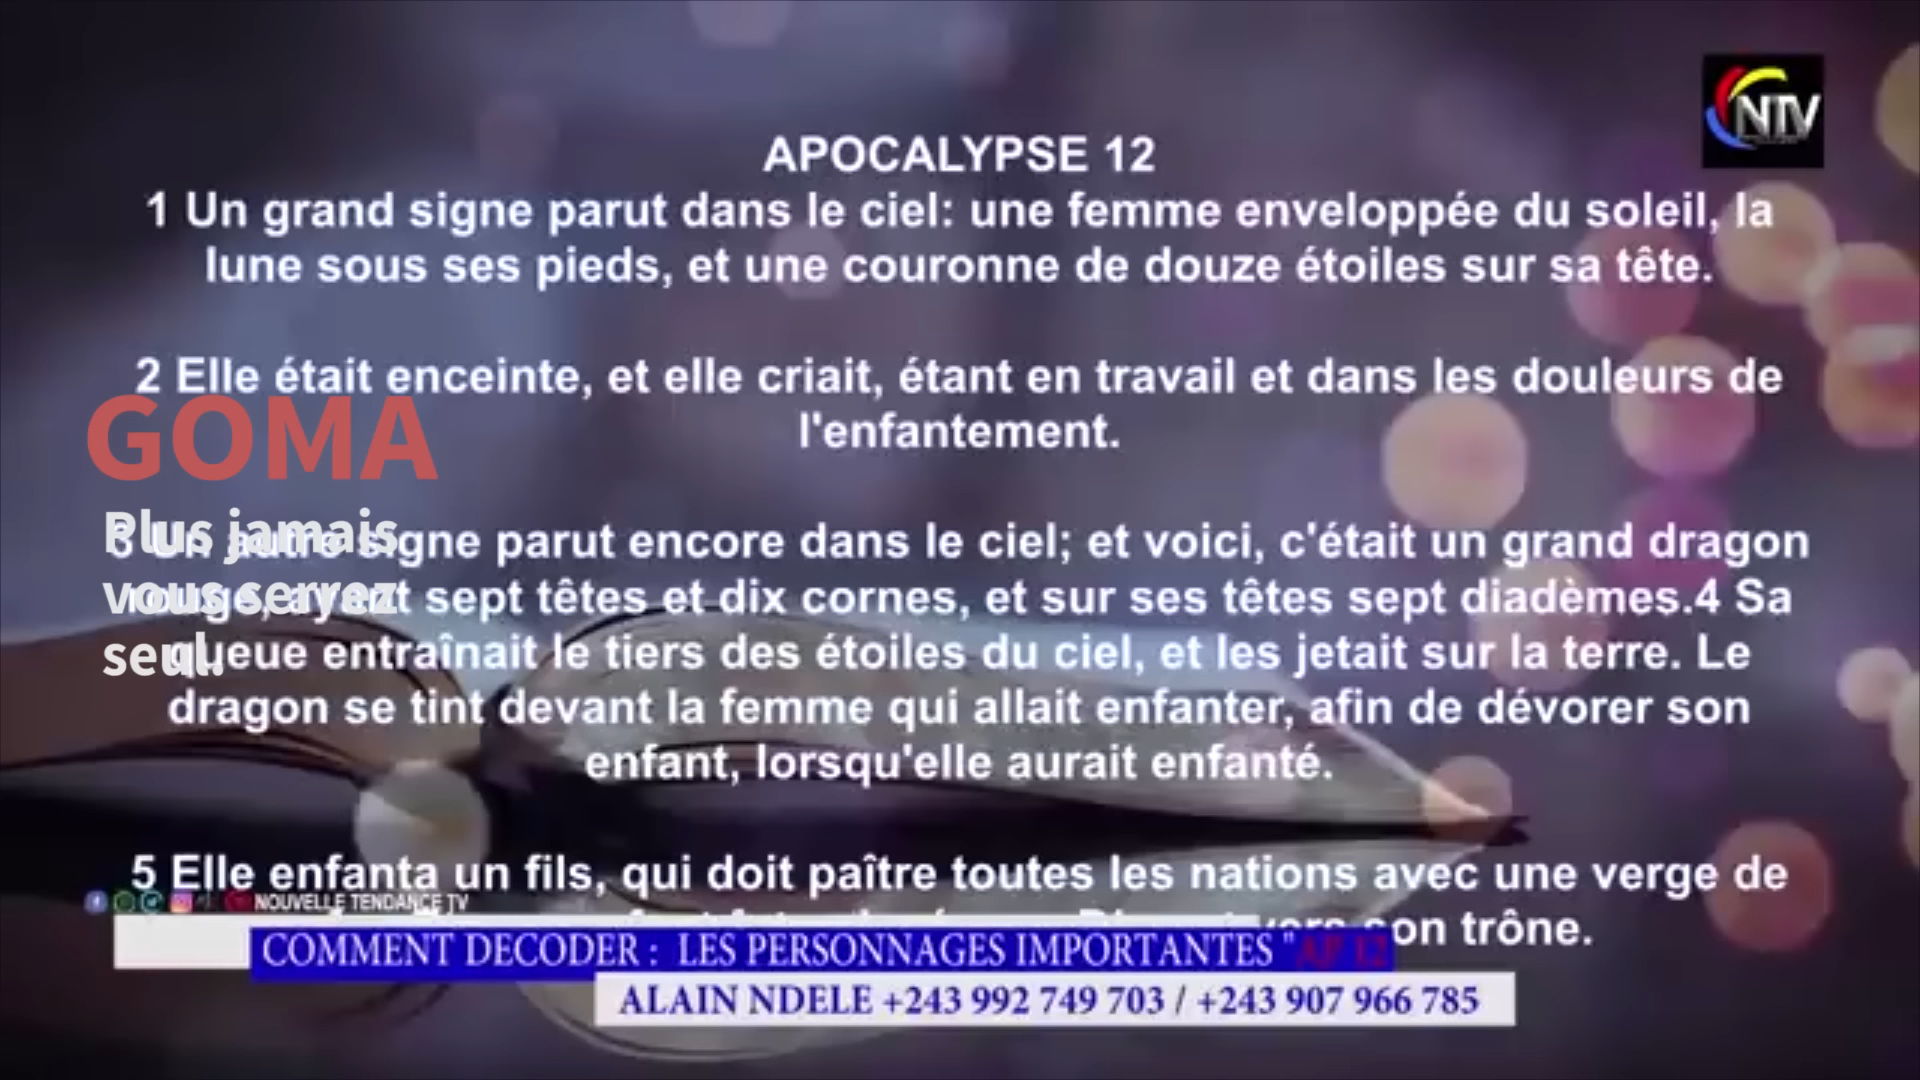 NTV
APOCALYPSE 12
1 Un grand signe parut dans le ciel: une femme enveloppée du soleil, la
lune sous ses pieds, et une couronne de douze étoiles sur sa tête.
2 Elle était enceinte, et elle criait, étant en travail et dans les douleurs de
l'enfantement.
GOMA
Plus jamais
vous serrez
seul.
Un autre signe parut encore dans le ciel; et voici, c'était un grand dragon
rouge, ayant sept têtes et dix cornes, et sur ses têtes sept diadèmes.4 Sa
queue entraînait le tiers des étoiles du ciel, et les jetait sur la terre. Le
dragon se tint devant la femme qui allait enfanter, afin de dévorer son
enfant, lorsqu'elle aurait enfanté.
5 Elle enfanta un fils, qui doit paître toutes les nations avec une verge de
son trône.
NOUVELLE TENDANCE TV
COMMENT DECODER : LES PERSONNAGES IMPORTANTES "AP 12
ALAIN NDELE +243 992 749 703 / +243 907 966 785